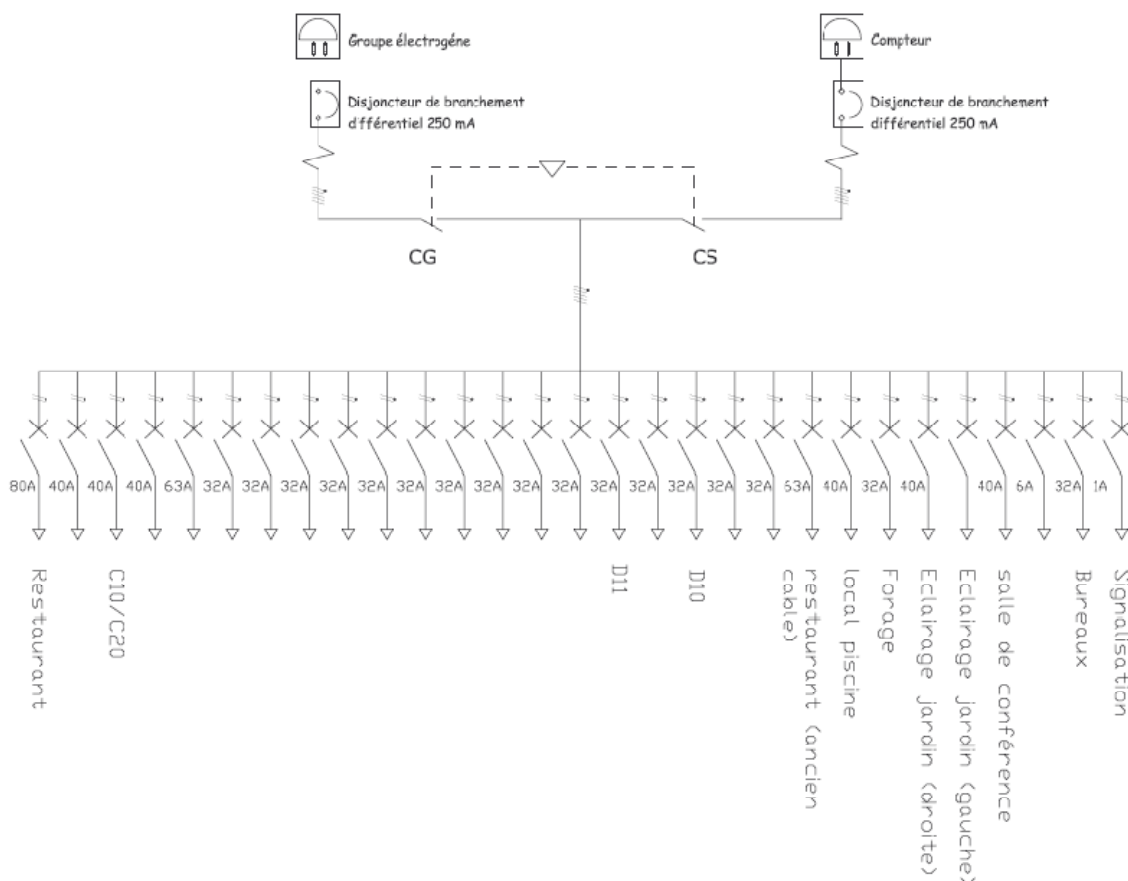 Groupe électrogéne
Compteur
Disjoncteur de branchement
différentiel 250 mA
Disjoncteur de branchement
différentiel 250 mA
CG
CS
80A 40A 40A 40A 63A 32A 32A 32A 32A 32A 32A 32A 32A 32A 32A 32A 32A 32A 32A 32A 63A 40A 32A 40A 40A 6A 32A 1A
Restaurant
C10/C20
D11
D10
restaurant (ancien
cable)
local piscine
Forage
Eclairage jardin (droite)
Eclairage jardin (gauche)
salle de conférence
Bureaux
Signalisation